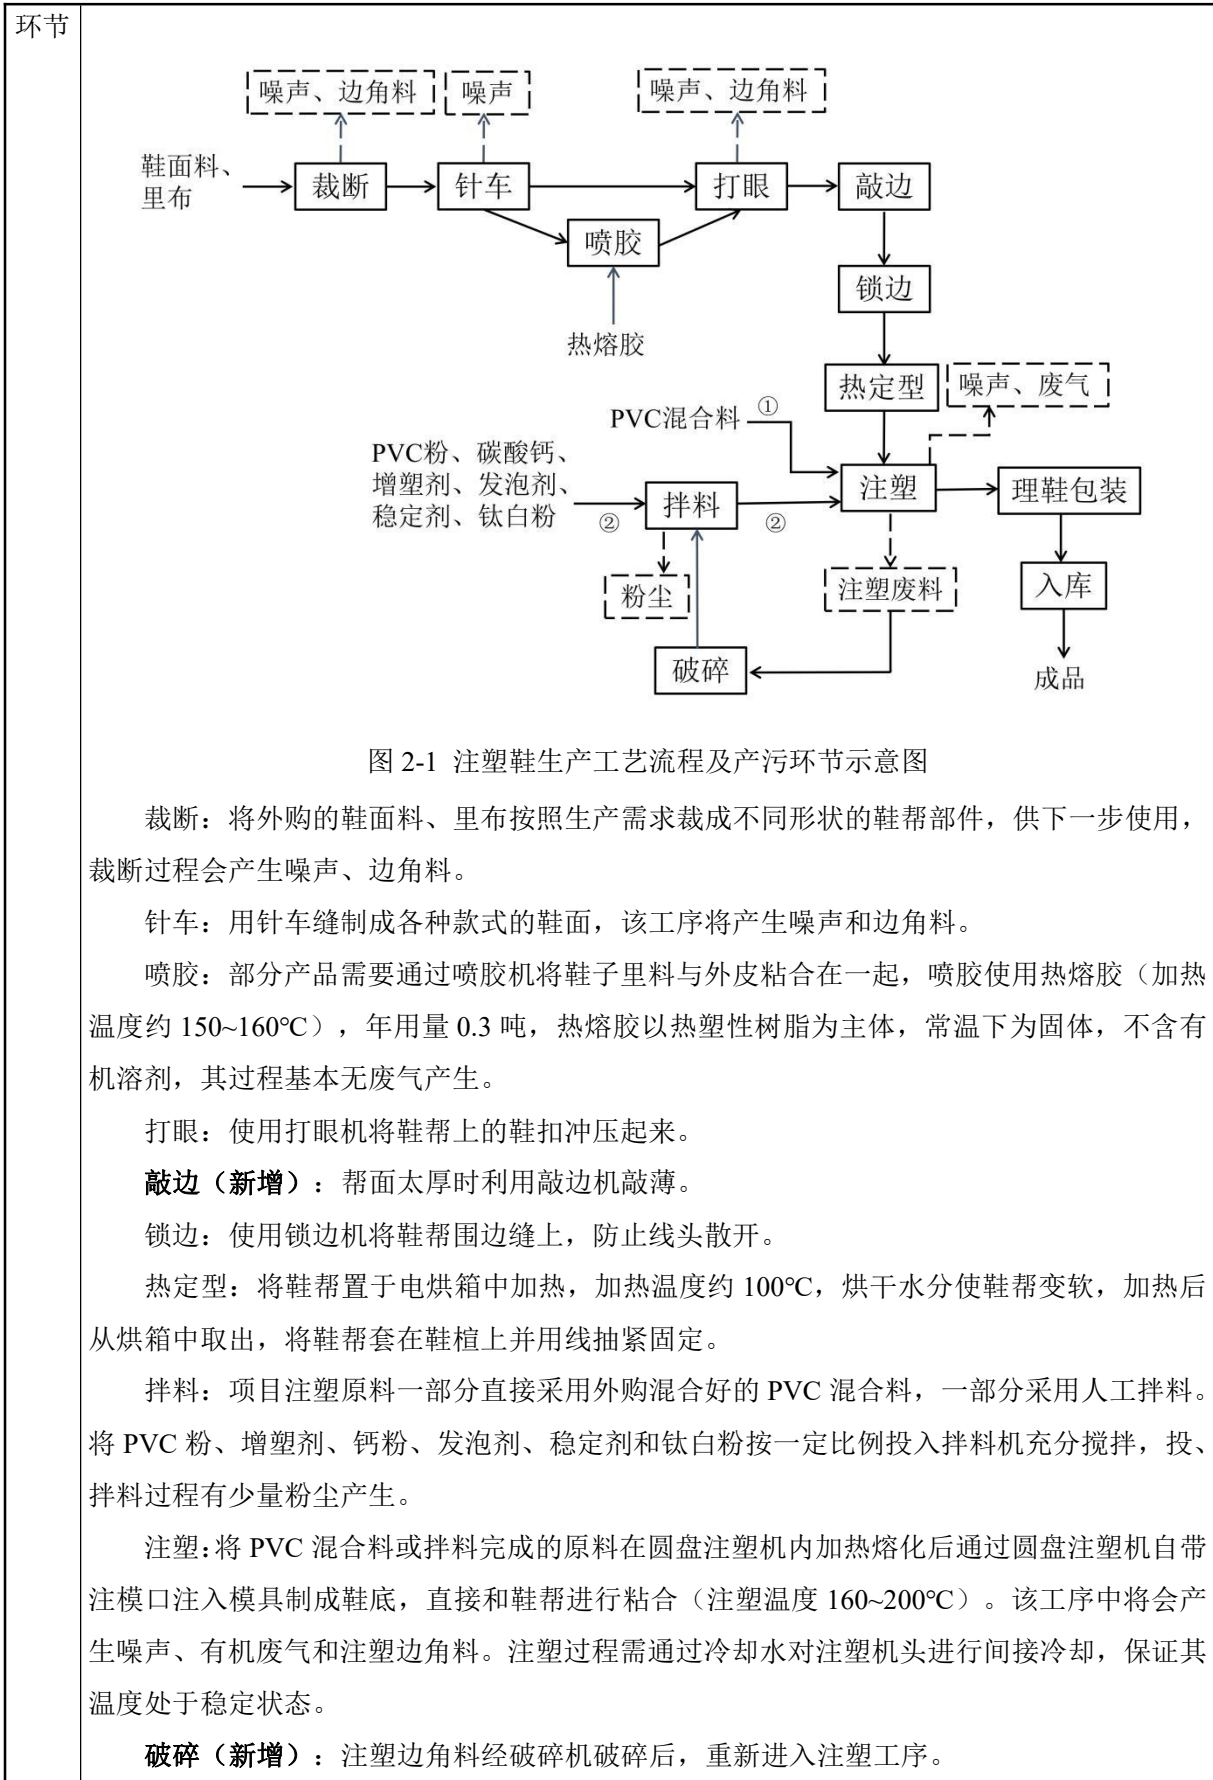 环节
噪声、边角料
噪声
噪声、边角料
鞋面料、
里布
裁断
针车
打眼
敲边
喷胶
锁边
热熔胶
热定型
噪声、废气
PVC混合料
①
PVC粉、碳酸钙、
增塑剂、发泡剂、
稳定剂、钛白粉
②
拌料
②
注塑
理鞋包装
粉尘
注塑废料
入库
破碎
成品
图 2-1 注塑鞋生产工艺流程及产污环节示意图
裁断：将外购的鞋面料、里布按照生产需求裁成不同形状的鞋帮部件，供下一步使用，
裁断过程会产生噪声、边角料。
针车：用针车缝制成各种款式的鞋面，该工序将产生噪声和边角料。
喷胶：部分产品需要通过喷胶机将鞋子里料与外皮粘合在一起，喷胶使用热熔胶（加热
温度约 150~160℃），年用量 0.3 吨，热熔胶以热塑性树脂为主体，常温下为固体，不含有
机溶剂，其过程基本无废气产生。
打眼：使用打眼机将鞋帮上的鞋扣冲压起来。
敲边（新增）：帮面太厚时利用敲边机敲薄。
锁边：使用锁边机将鞋帮围边缝上，防止线头散开。
热定型：将鞋帮置于电烘箱中加热，加热温度约 100℃，烘干水分使鞋帮变软，加热后
从烘箱中取出，将鞋帮套在鞋楦上并用线抽紧固定。
拌料：项目注塑原料一部分直接采用外购混合好的 PVC 混合料，一部分采用人工拌料。
将 PVC 粉、增塑剂、钙粉、发泡剂、稳定剂和钛白粉按一定比例投入拌料机充分搅拌，投、
拌料过程有少量粉尘产生。
注塑：将 PVC 混合料或拌料完成的原料在圆盘注塑机内加热熔化后通过圆盘注塑机自带
注模口注入模具制成鞋底，直接和鞋帮进行粘合（注塑温度 160~200℃）。该工序中将会产
生噪声、有机废气和注塑边角料。注塑过程需通过冷却水对注塑机头进行间接冷却，保证其
温度处于稳定状态。
破碎（新增）：注塑边角料经破碎机破碎后，重新进入注塑工序。